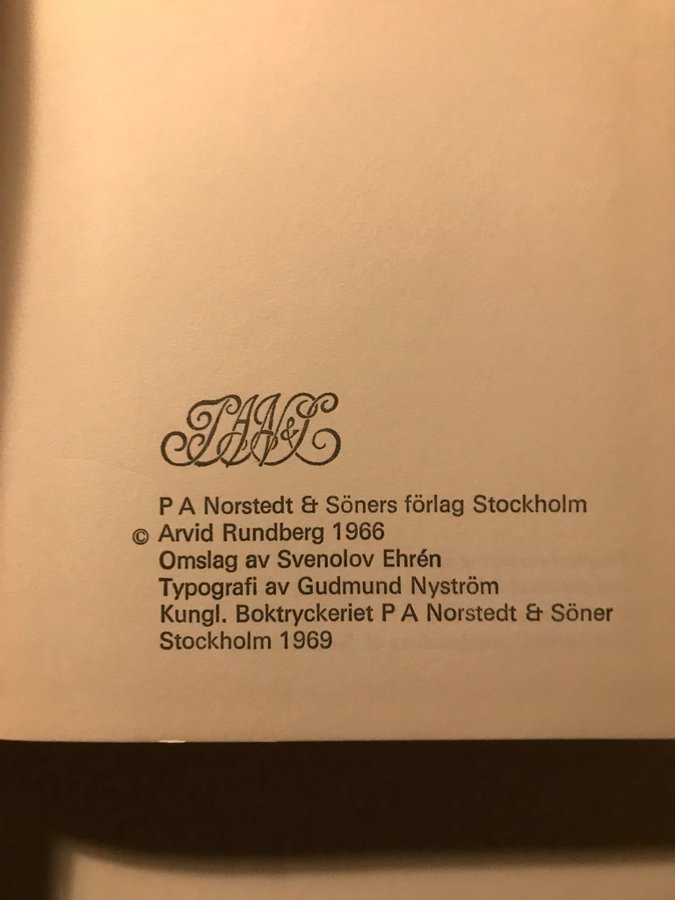 PAN&S
P A Norstedt & Söners förlag Stockholm
© Arvid Rundberg 1966
Omslag av Svenolov Ehrén
Typografi av Gudmund Nyström
Kungl. Boktryckeriet P A Norstedt & Söner
Stockholm 1969